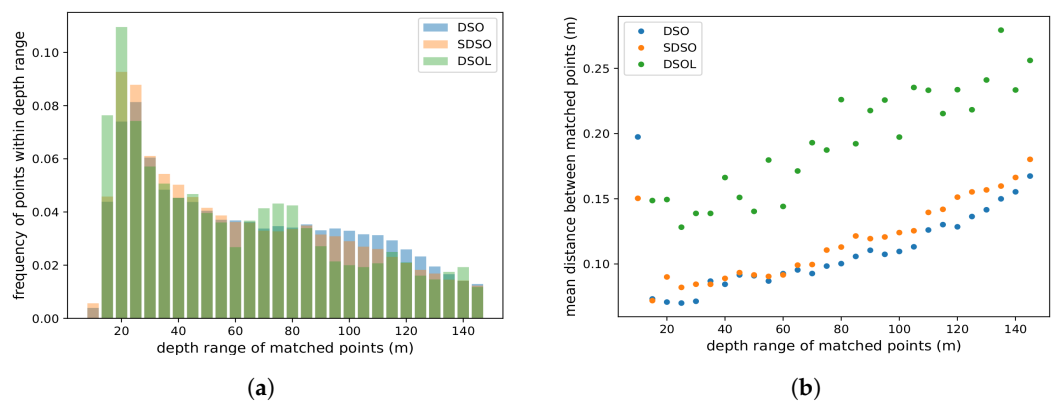 frequency of points within depth range
0.10
0.08
0.06
0.04
0.02
0.00
20
40
60
80
100
120
140
depth range of matched points (m)
DSO
SDSO
DSOL
(a)
mean distance between matched points (m)
0.25
0.20
0.15
0.10
20
40
60
80
100
120
140
depth range of matched points (m)
DSO
SDSO
DSOL
(b)